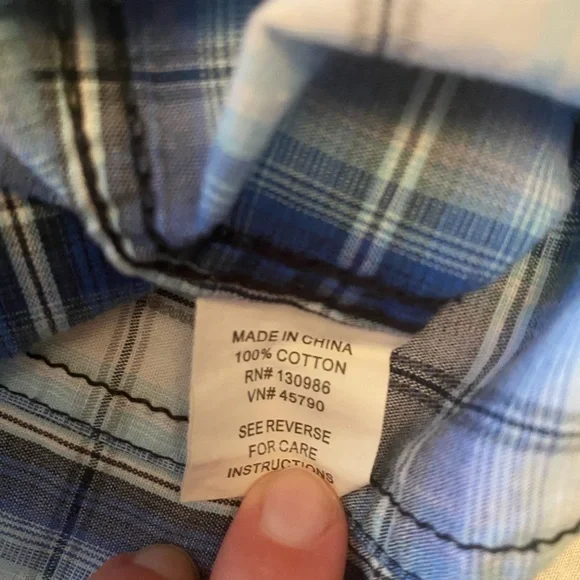 MADE IN CHINA
100% COTTON
RN# 130986
VN# 45790
SEE REVERSE
FOR CARE
INSTRUCTIONS